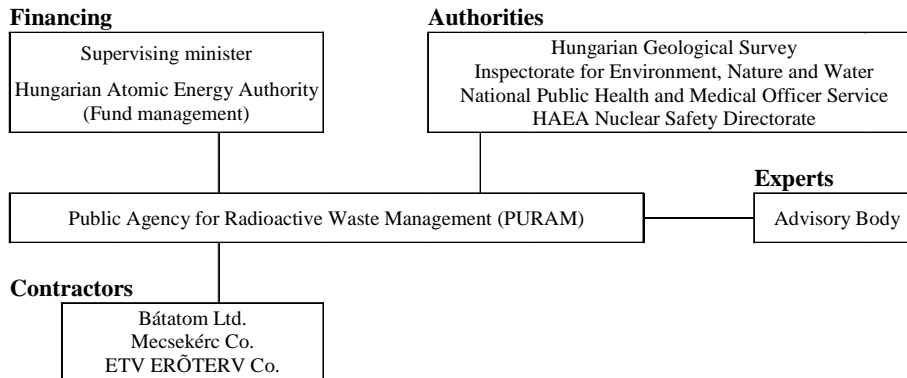 Financing
Supervising minister
Hungarian Atomic Energy Authority
(Fund management)
Authorities
Hungarian Geological Survey
Inspectorate for Environment, Nature and Water
National Public Health and Medical Officer Service
HAEA Nuclear Safety Directorate
Public Agency for Radioactive Waste Management (PURAM)
Experts
Advisory Body
Contractors
Bátatom Ltd.
Mecsekérc Co.
ETV ERÕTERV Co.